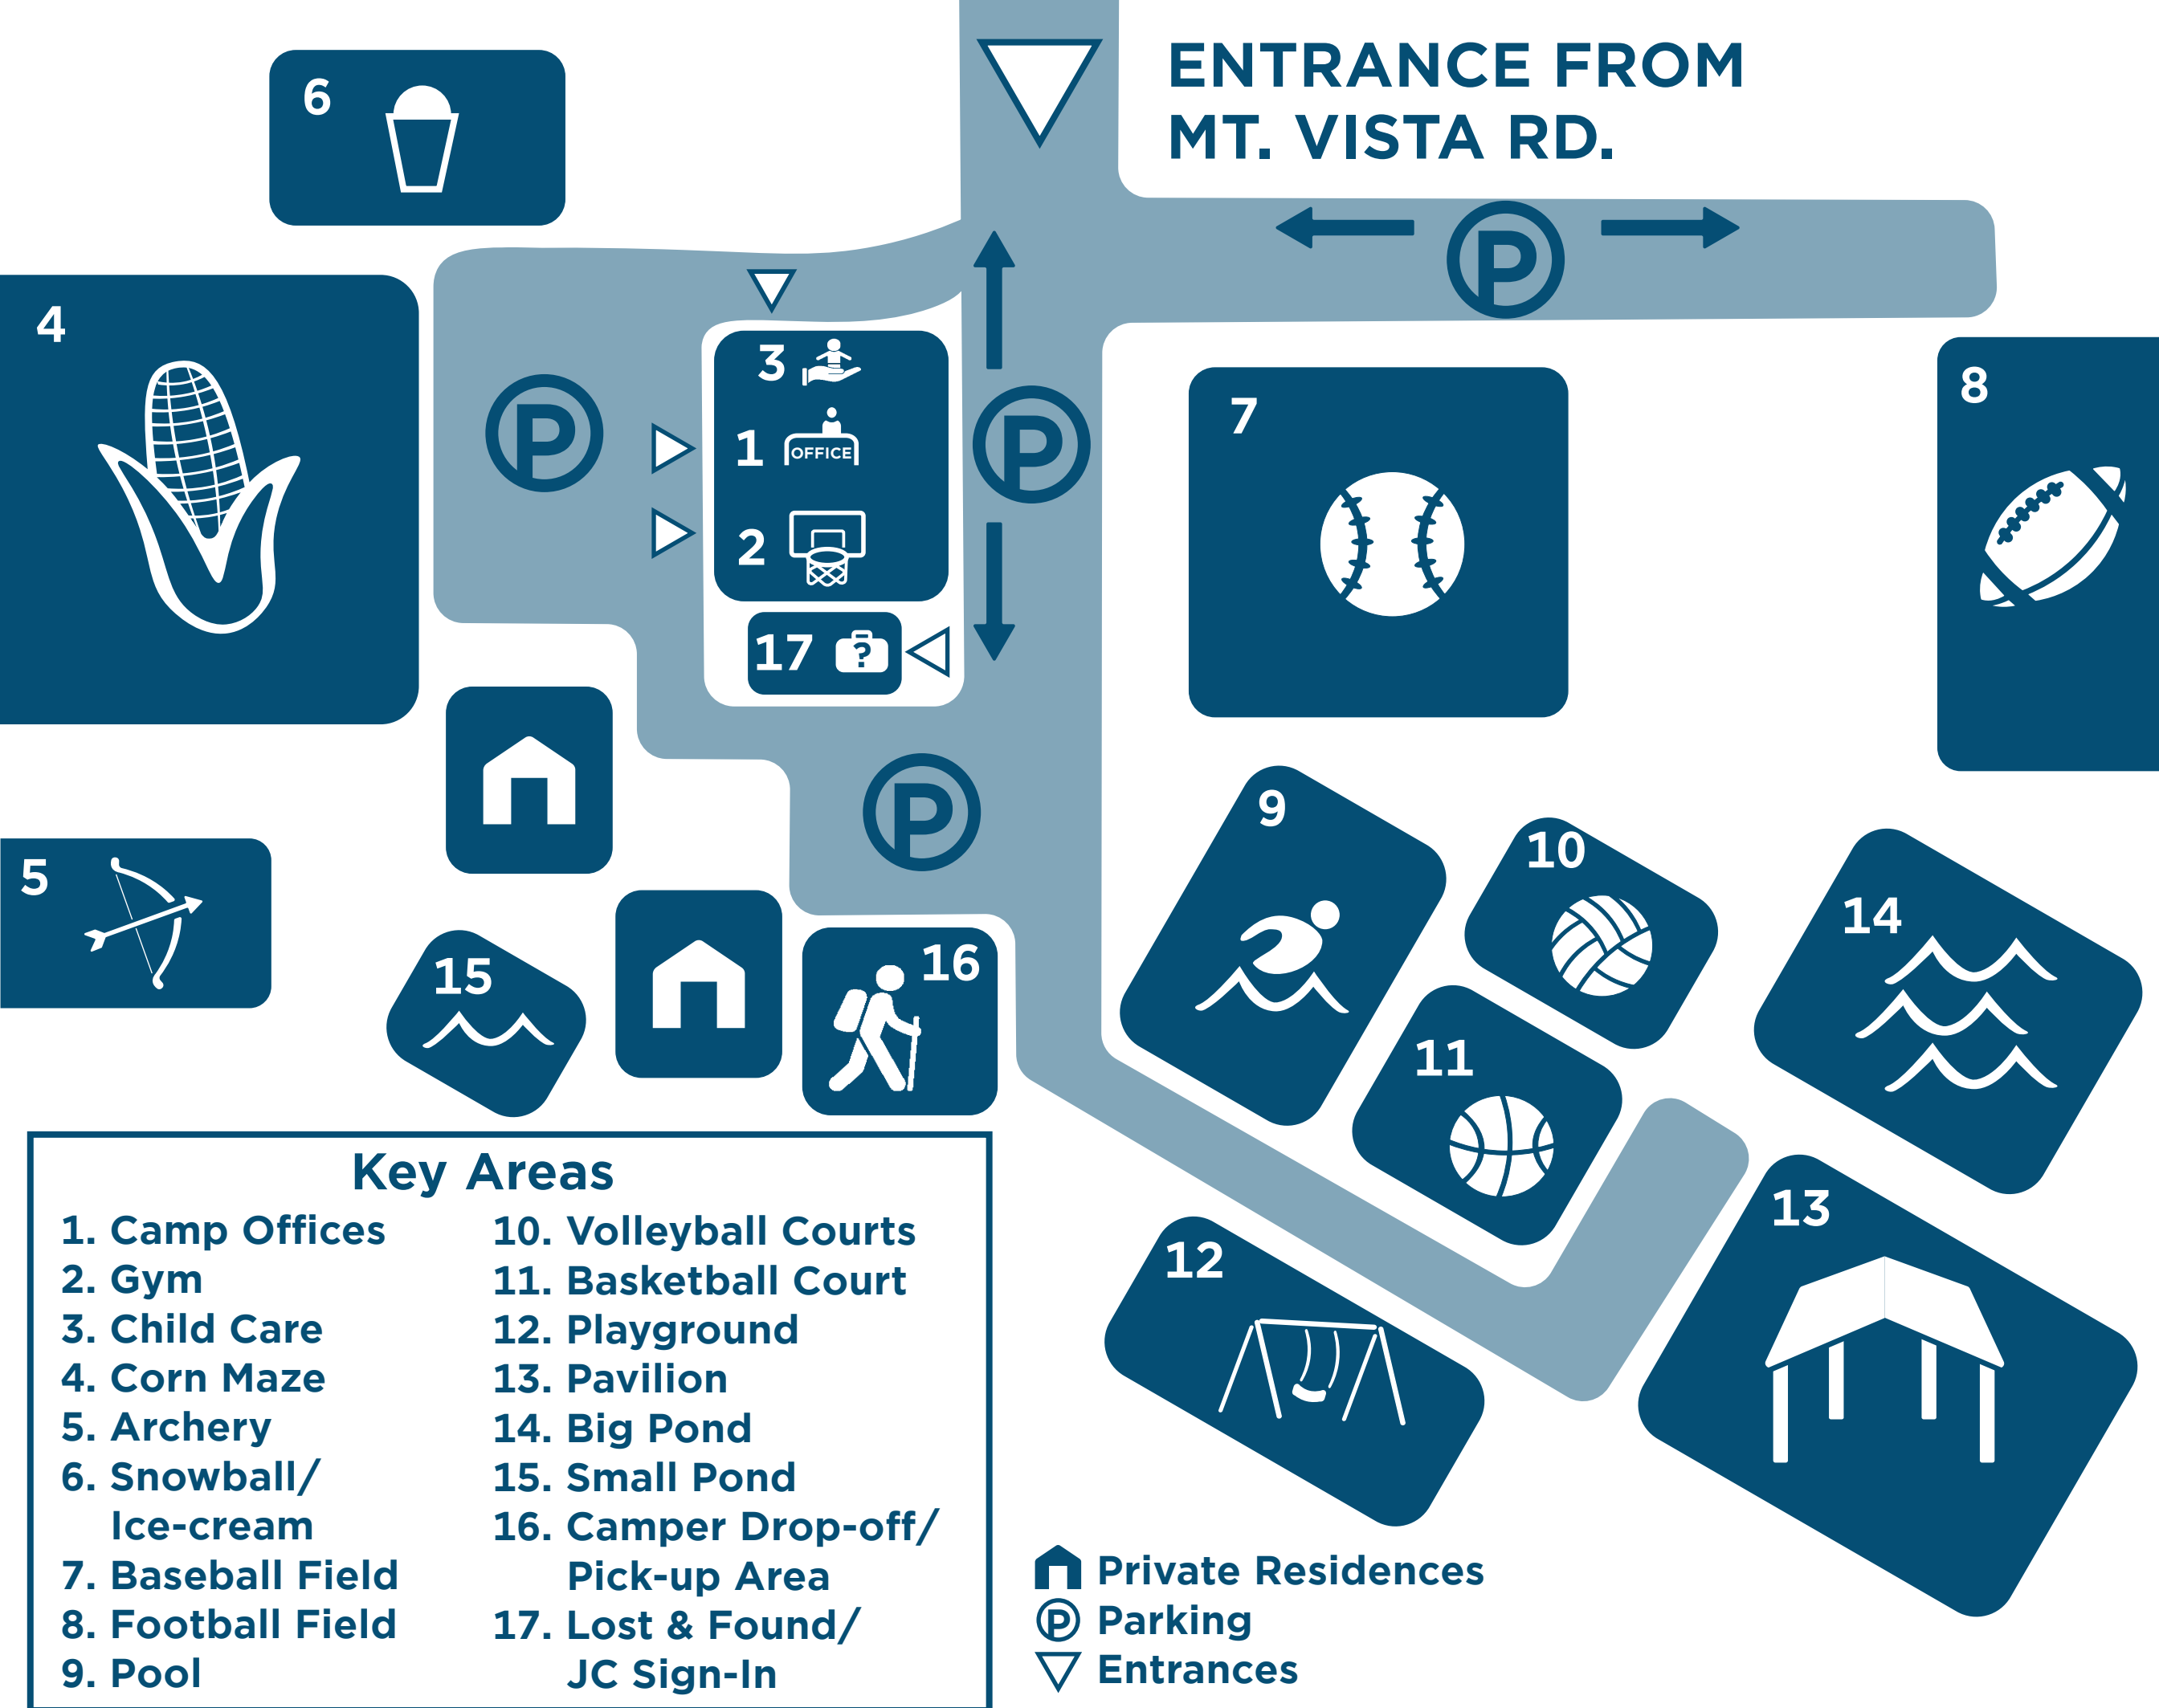 ENTRANCE FROM
MT. VISTA RD.
6
P
4
3
8
7
P
1 OFFICE
P
2
17 ?
9
P
10
5
14
15
16
11
13
12
Key Areas
1. Camp Offices
2. Gym
3. Child Care
4. Corn Maze
5. Archery
6. Snowball/
Ice-cream
7. Baseball Field
8. Football Field
9. Pool
10. Volleyball Courts
11. Basketball Court
12. Playground
13. Pavilion
14. Big Pond
15. Small Pond
16. Camper Drop-off/
Pick-up Area
17. Lost & Found/
JC Sign-In
Private Residences
P Parking
Entrances